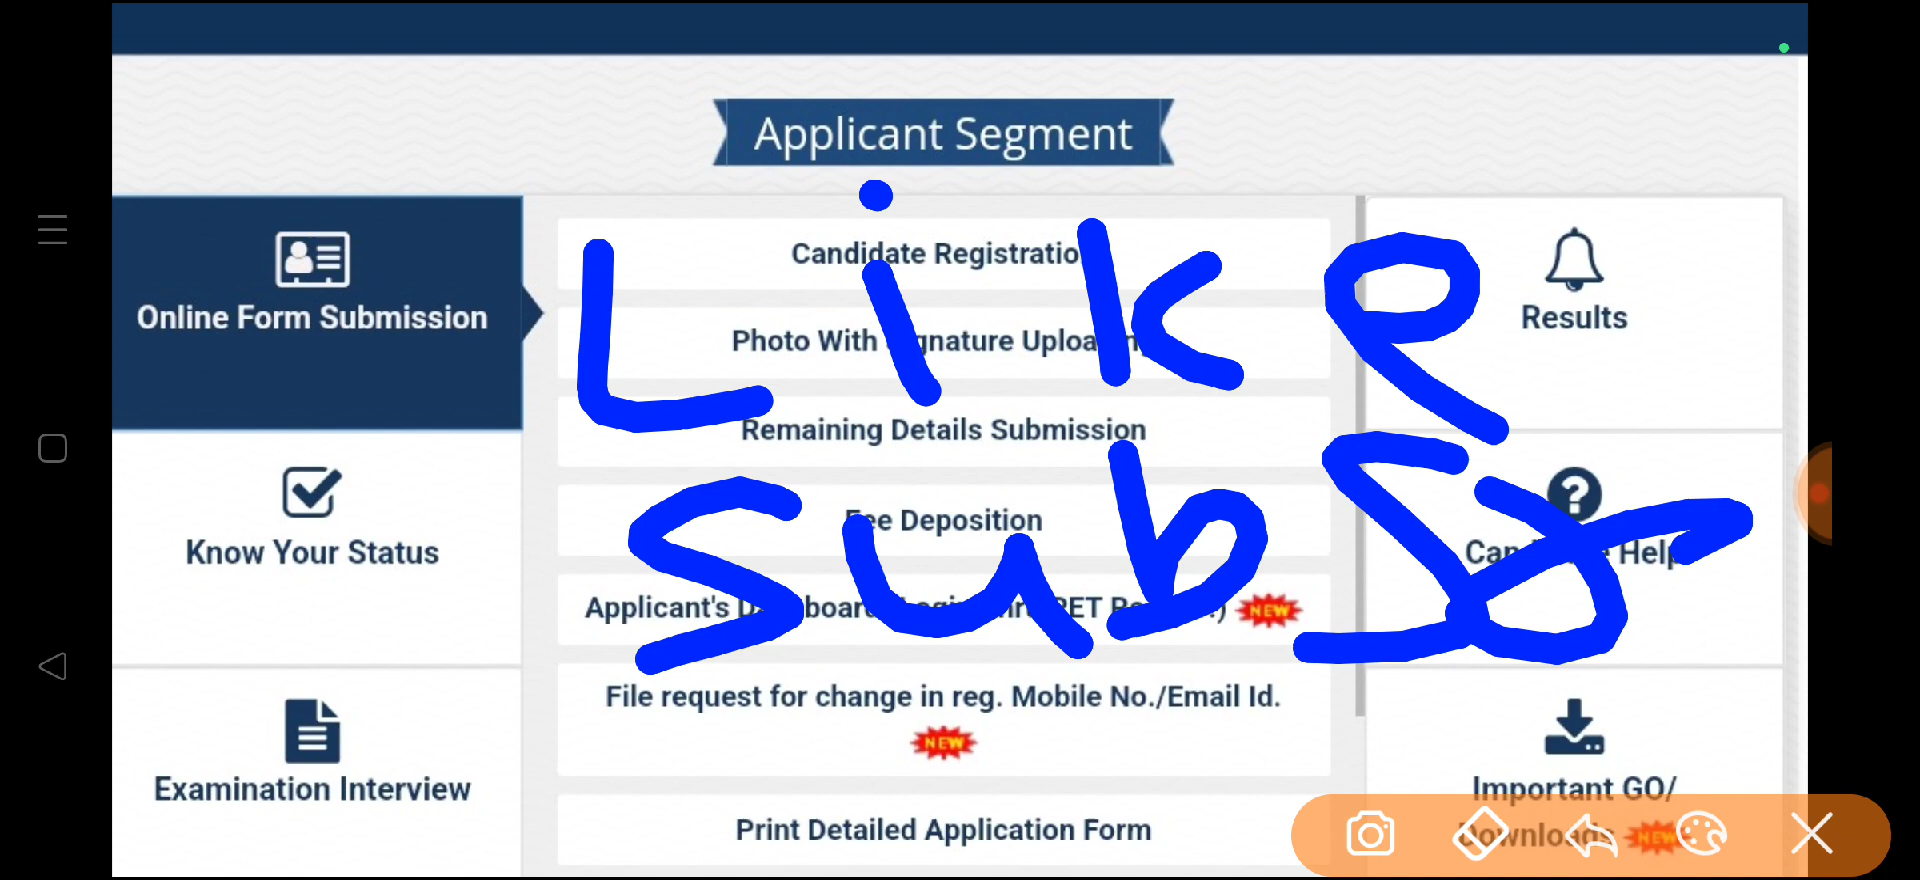 Applicant Segment
Online Form Submission
Know Your Status
Examination Interview
Candidate Registratio
Photo With
Remaining Details Submission
Fee Deposition
Applicant's
NEW
File request for change in reg. Mobile No./Email Id.
NEW
Print Detailed Application Form
Results
?
Help
Important GO/
Downloads NEW
Like
Sub